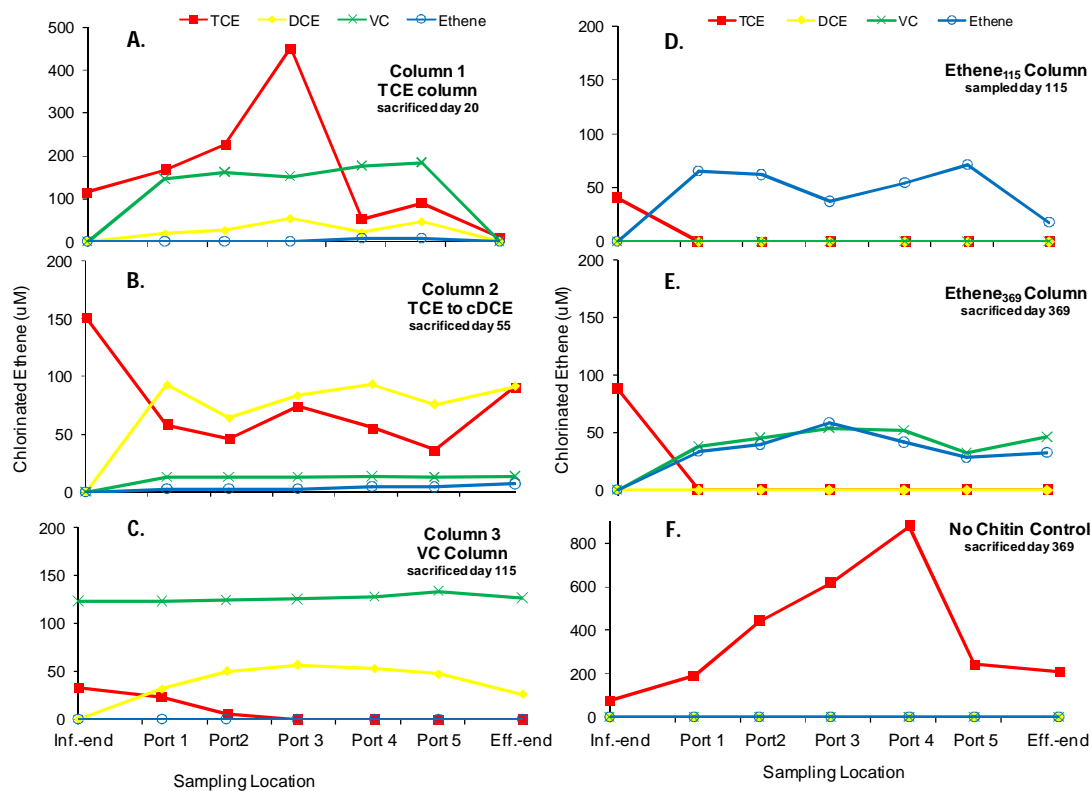 TCE DCE VC Ethene
A.
Column 1
TCE column
sacrificed day 20
500
400
300
200
100
0
B.
Column 2
TCE to cDCE
sacrificed day 55
200
150
100
50
0
C.
Column 3
VC Column
sacrificed day 115
200
150
100
50
0
Chlorinated Ethene (uM)
Inf.-end Port 1 Port2 Port 3 Port 4 Port 5 Eff.-end
Sampling Location
TCE DCE VC Ethene
D.
Ethene115 Column
sampled day 115
200
150
100
50
0
E.
Ethene369 Column
sacrificed day 369
200
150
100
50
0
F.
No Chitin Control
sacrificed day 369
800
600
400
200
0
Chlorinated Ethene (uM)
Inf.-end Port 1 Port2 Port 3 Port 4 Port 5 Eff.-end
Sampling Location